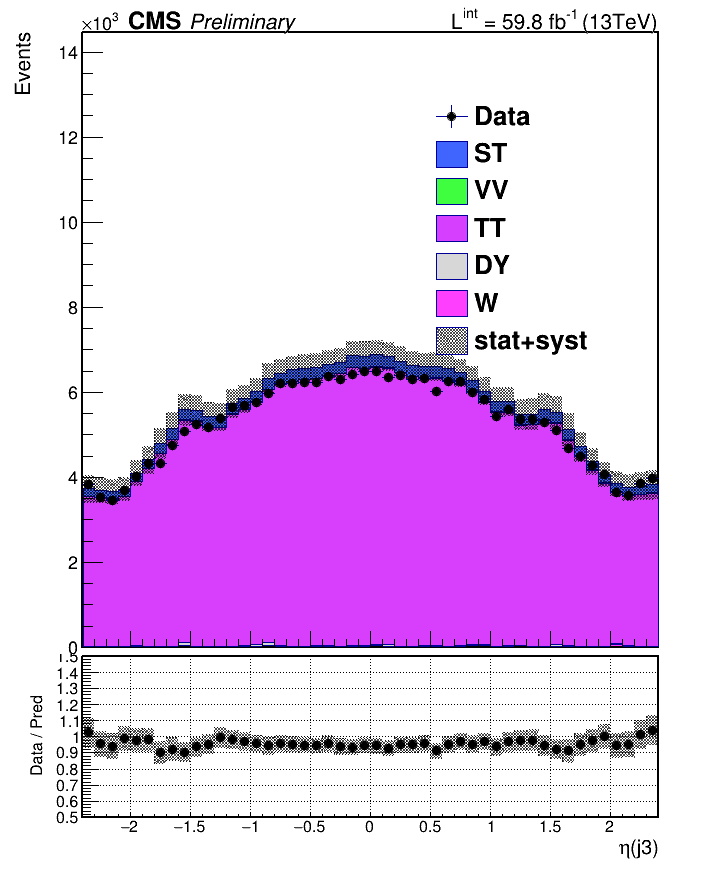 ×10³ CMS Preliminary L^int = 59.8 fb⁻¹ (13TeV)
Events
14
12
10
8
6
4
2
0
Data
ST
VV
TT
DY
W
stat+syst
Data / Pred
1.5
1.4
1.3
1.2
1.1
1
0.9
0.8
0.7
0.6
0.5
−2 −1.5 −1 −0.5 0 0.5 1 1.5 2
η(j3)